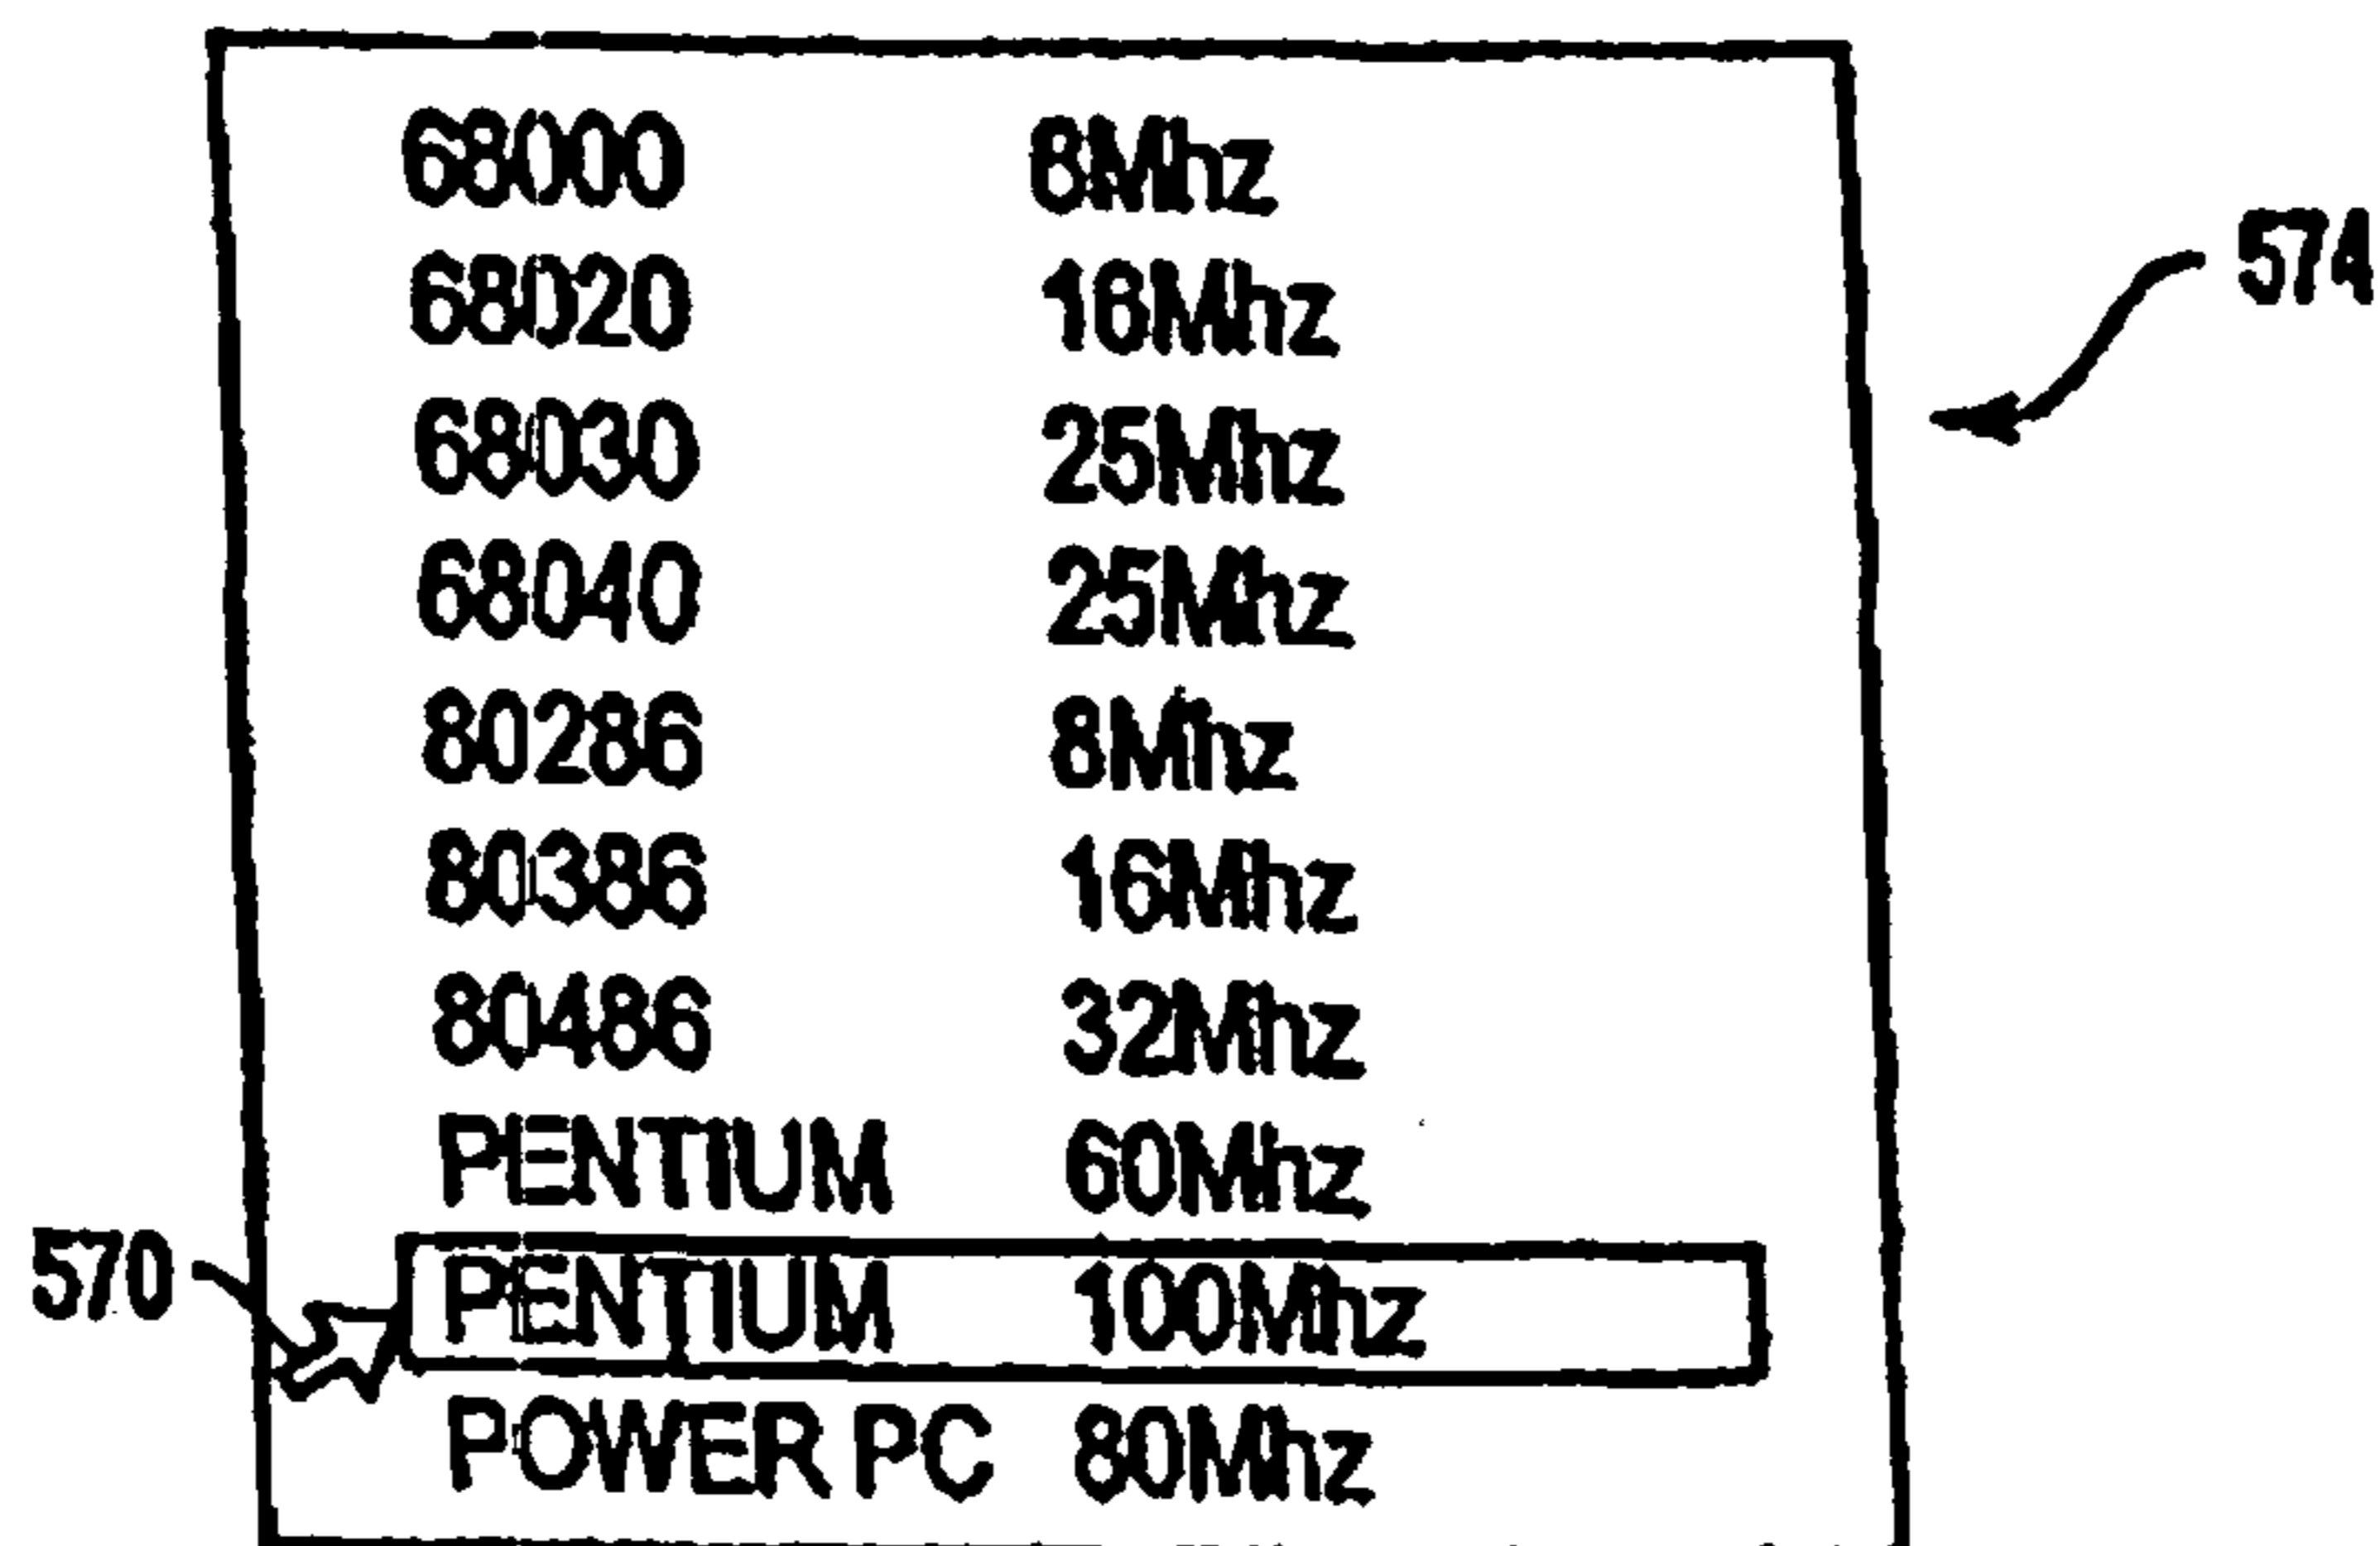 68000 8Mhz
68020 16Mhz
574
68030 25Mhz
68040 25Mhz
80286 8Mhz
80386 16Mhz
80486 32Mhz
PENTIUM 60Mhz
570
PENTIUM 100Mhz
POWER PC 80Mhz